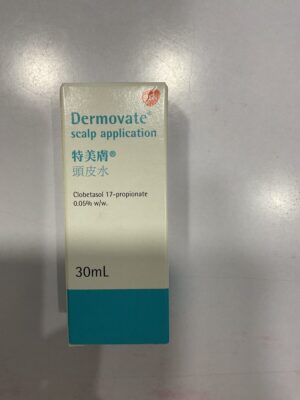 Dermovate®
scalp application
特美膚®
頭皮水
Clobetasol 17-propionate
0.05% w/w.
30mL